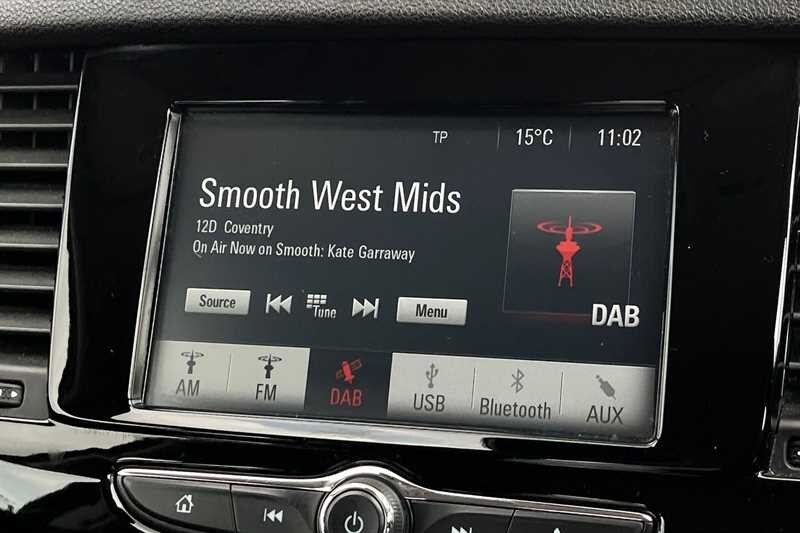 TP 15°C 11:02
Smooth West Mids
12D Coventry
On Air Now on Smooth: Kate Garraway
DAB
Source Tune Menu
AM FM DAB USB Bluetooth AUX